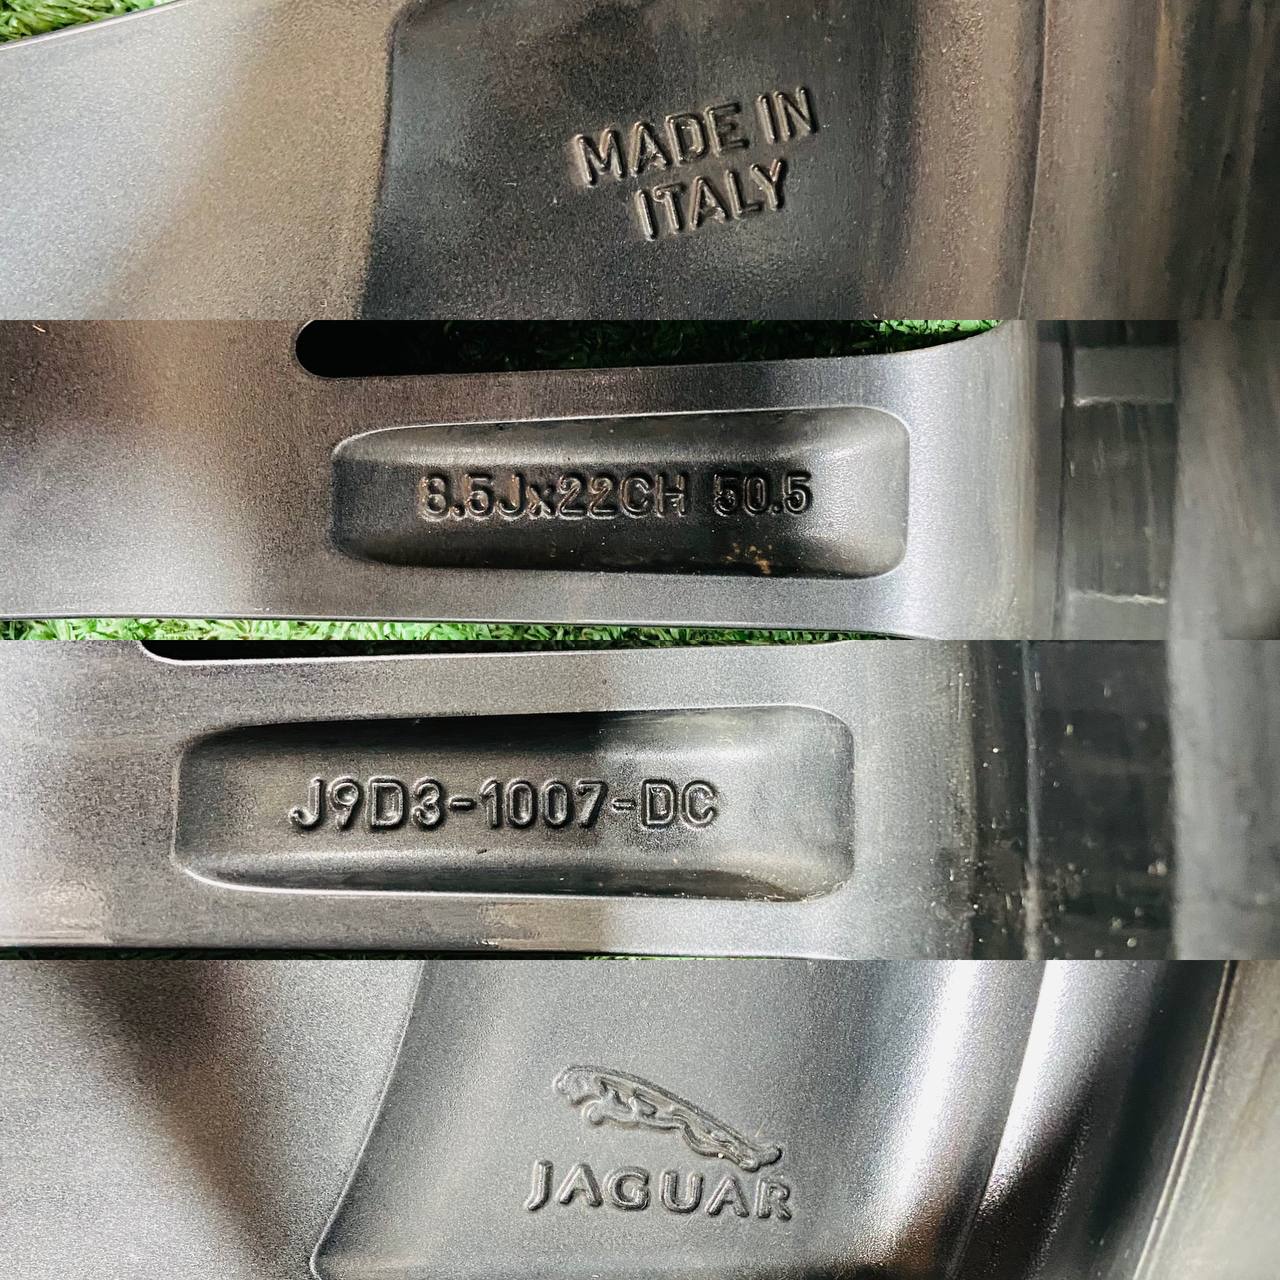 MADE IN
ITALY
8.5Jx22CH 50.5
J9D3-1007-DC
JAGUAR